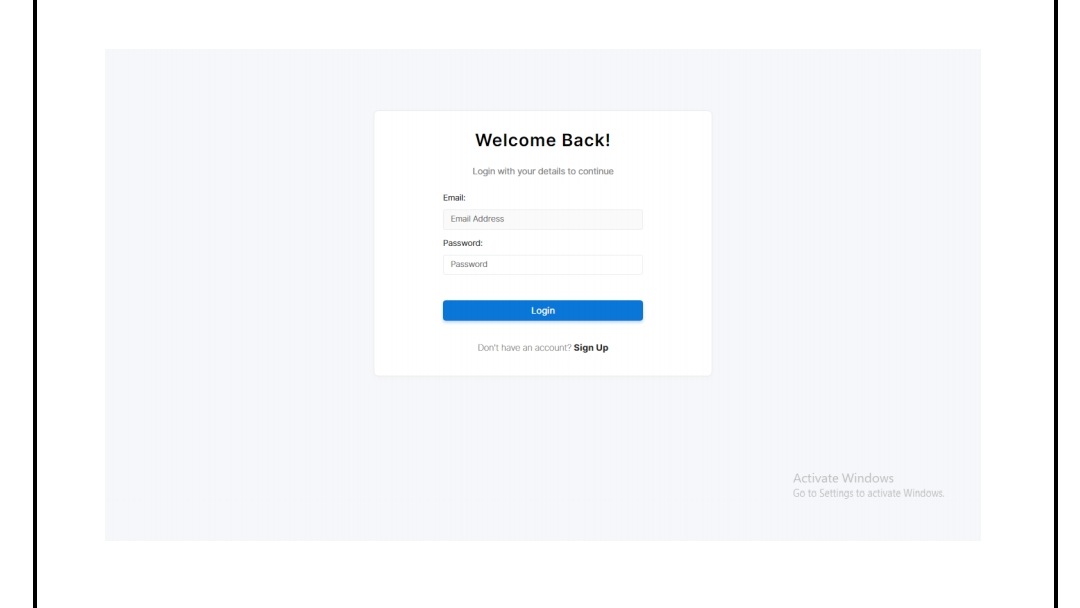 Welcome Back!
Login with your details to continue
Email:
Email Address
Password:
Password
Login
Don't have an account? Sign Up
Activate Windows
Go to Settings to activate Windows.